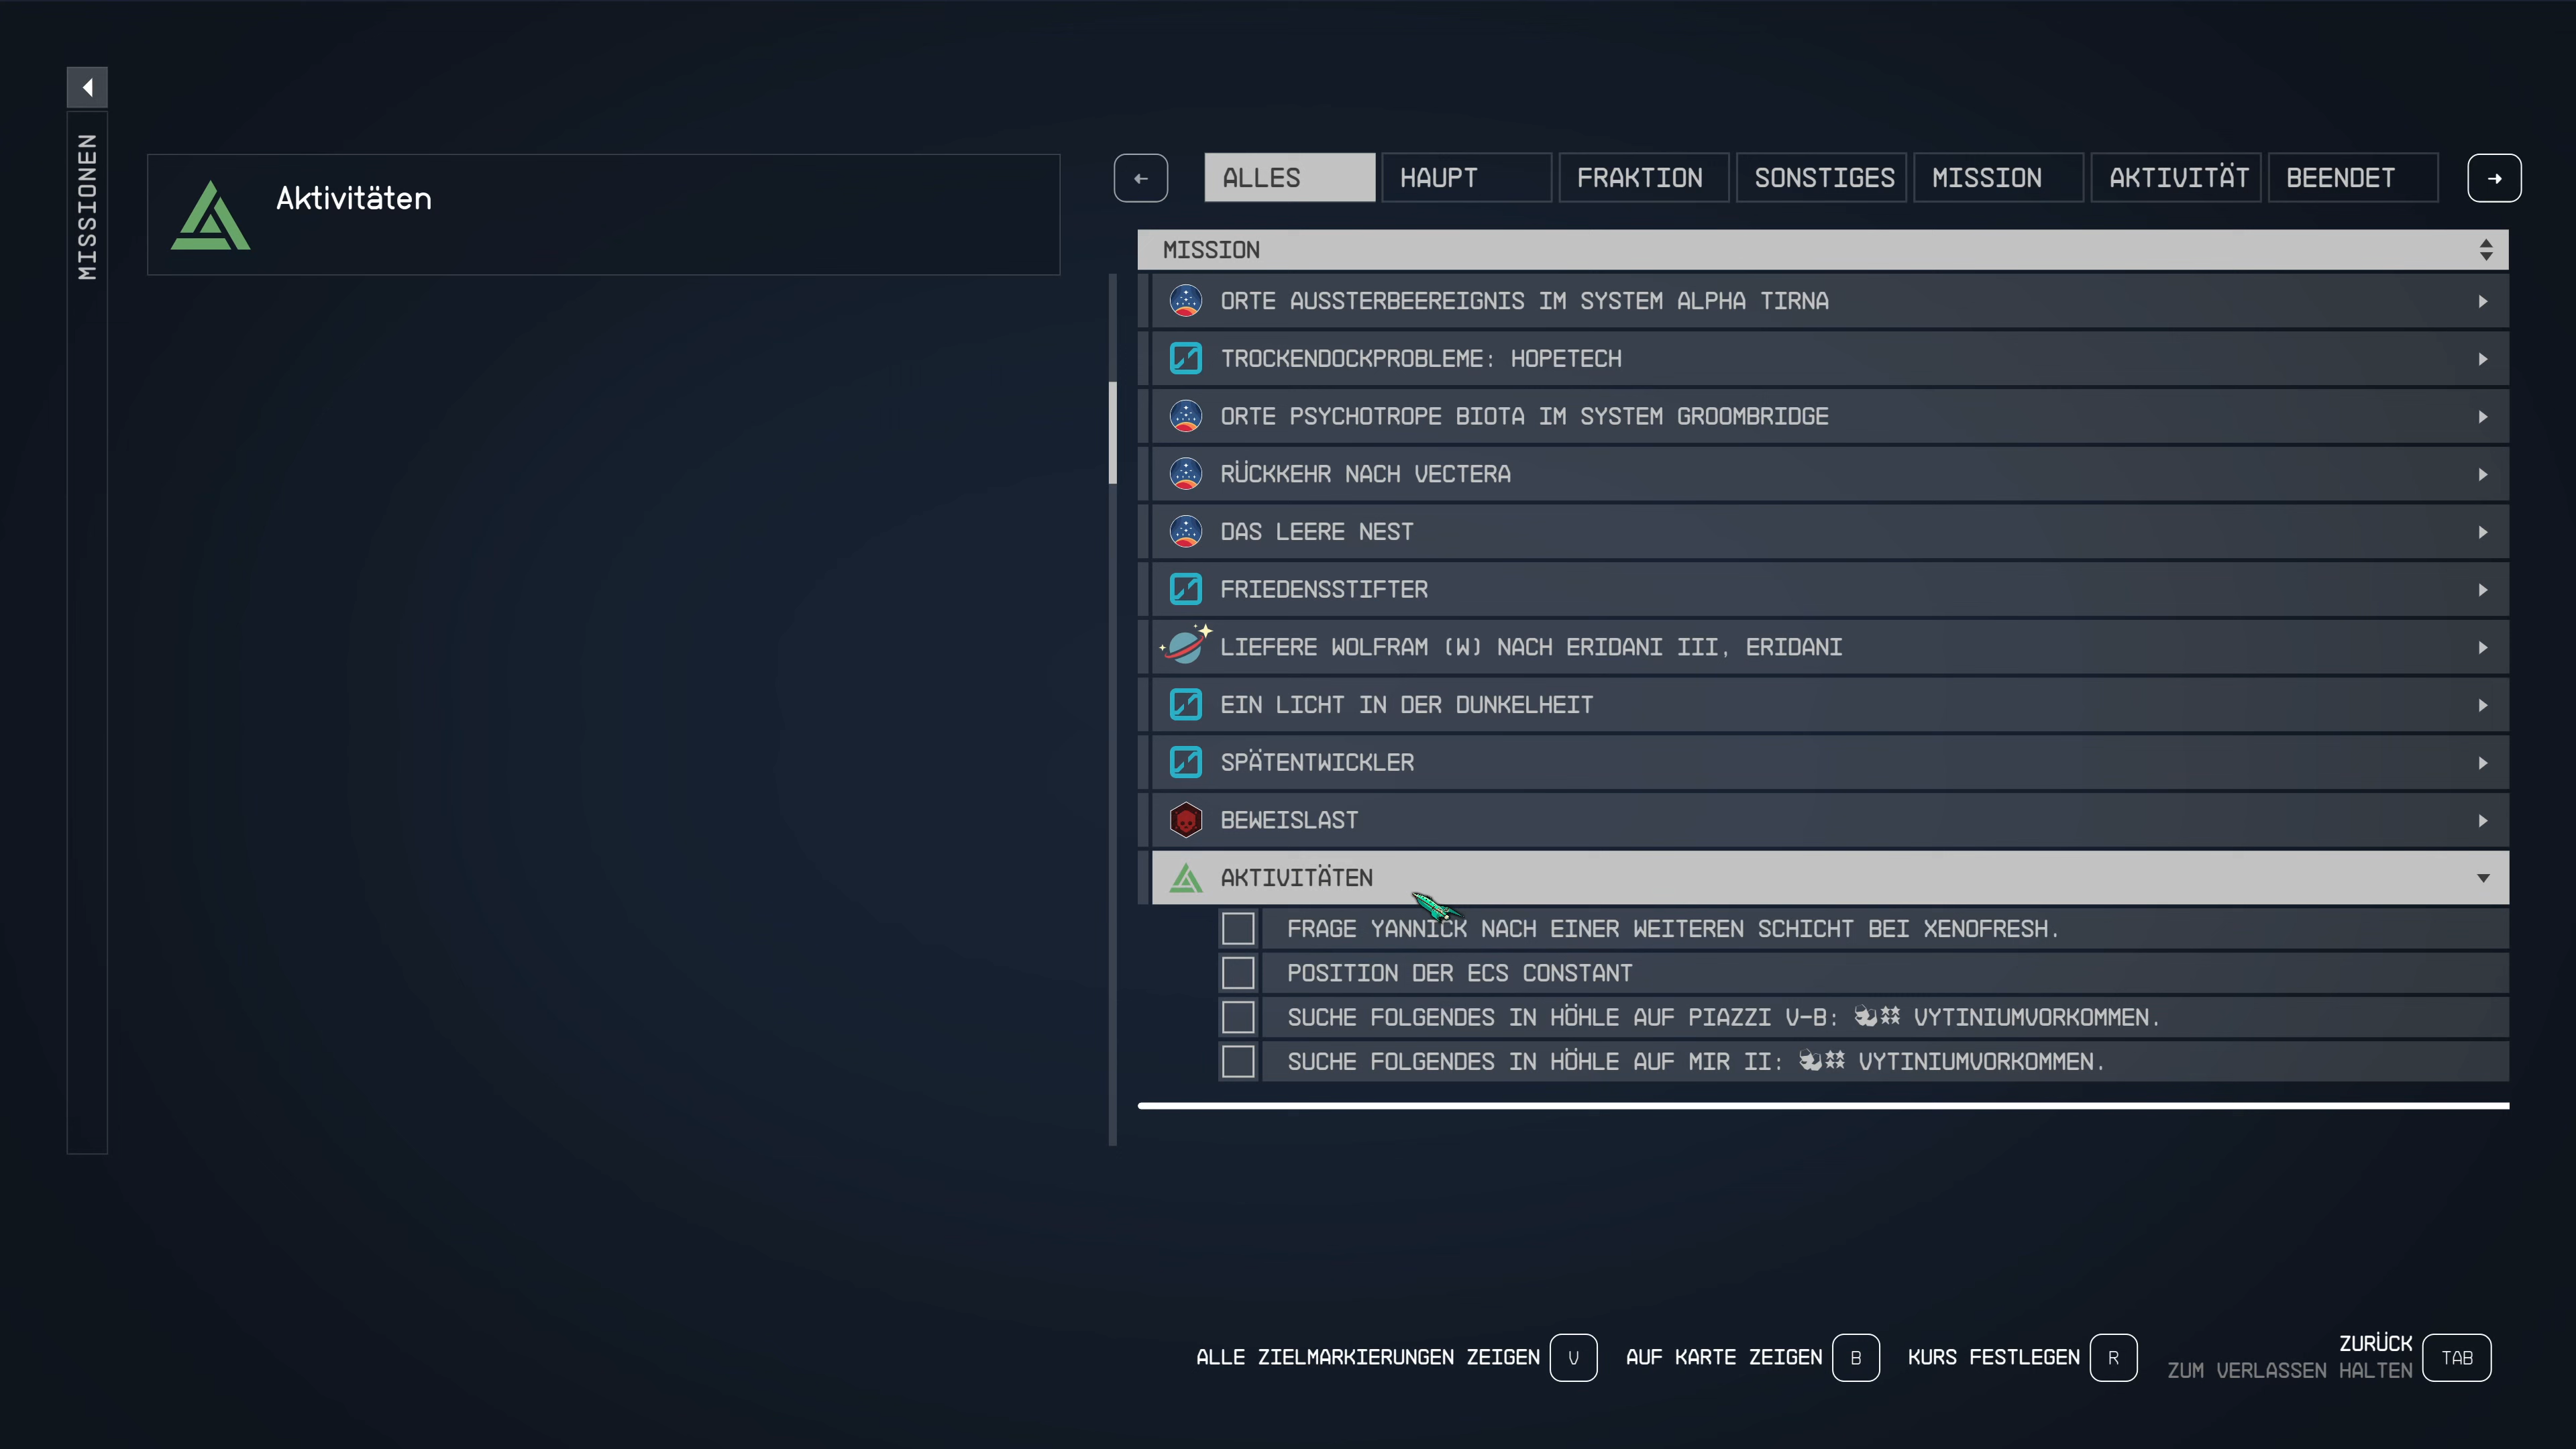 MISSIONEN
Aktivitäten
ALLES
HAUPT
FRAKTION
SONSTIGES
MISSION
AKTIVITÄT
BEENDET
MISSION
ORTE AUSSTERBEEREIGNIS IM SYSTEM ALPHA TIRNA
TROCKENDOCKPROBLEME: HOPETECH
ORTE PSYCHOTROPE BIOTA IM SYSTEM GROOMBRIDGE
RÜCKKEHR NACH VECTERA
DAS LEERE NEST
FRIEDENSSTIFTER
LIEFERE WOLFRAM (W) NACH ERIDANI III, ERIDANI
EIN LICHT IN DER DUNKELHEIT
SPÄTENTWICKLER
BEWEISLAST
AKTIVITÄTEN
FRAGE YANNICK NACH EINER WEITEREN SCHICHT BEI XENOFRESH.
POSITION DER ECS CONSTANT
SUCHE FOLGENDES IN HÖHLE AUF PIAZZI V-B: VYTINIUMVORKOMMEN.
SUCHE FOLGENDES IN HÖHLE AUF MIR II: VYTINIUMVORKOMMEN.
ALLE ZIELMARKIERUNGEN ZEIGEN V
AUF KARTE ZEIGEN B
KURS FESTLEGEN R
ZURÜCK
ZUM VERLASSEN HALTEN
TAB